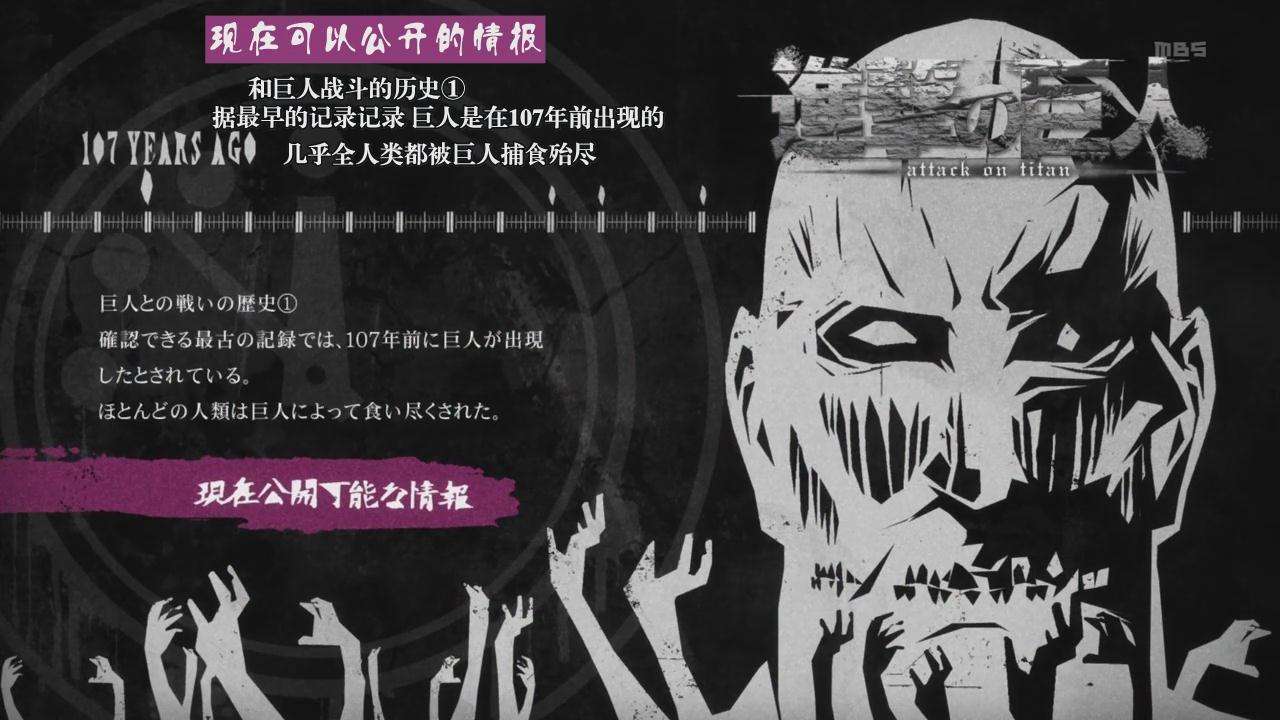 現在可以公开的情报
MBS
和巨人战斗的历史①
据最早的记录记录 巨人是在107年前出现的
107 YEARS AGO
几乎全人类都被巨人捕食殆尽
進撃の巨人
attack on titan
巨人との戦いの歴史①
確認できる最古の記録では、107年前に巨人が出現
したとされている。
ほとんどの人類は巨人によって食い尽くされた。
現在公開可能な情報